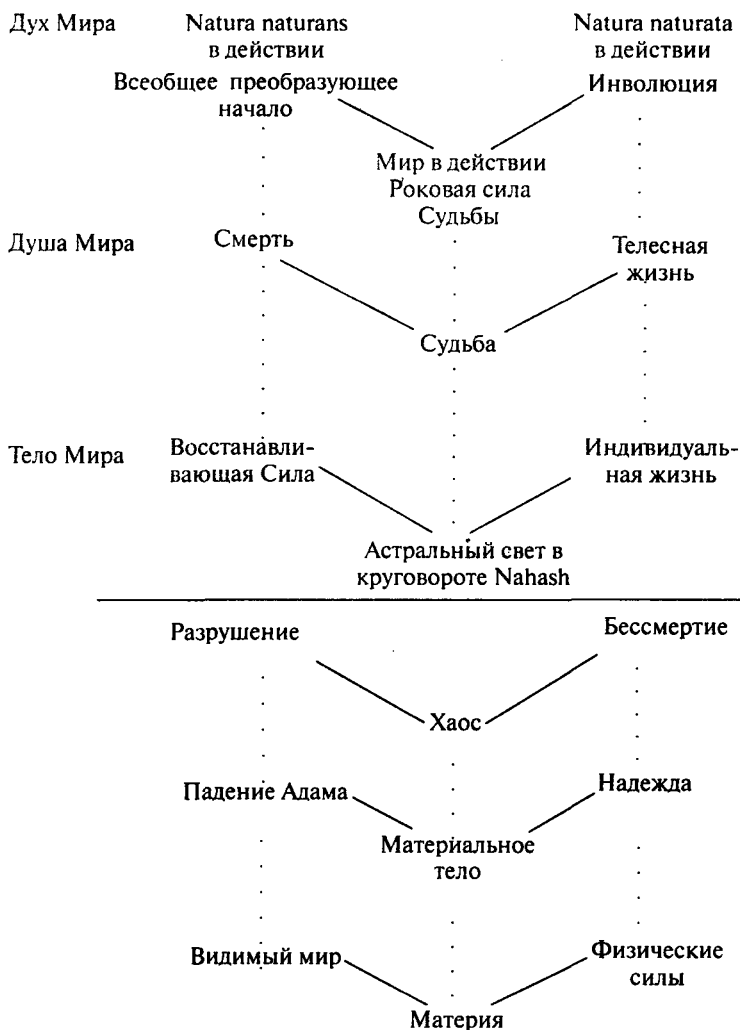 Дух Мира Natura naturans Natura naturata
в действии в действии
Всеобщее преобразующее Инволюция
начало
Мир в действии
Роковая сила
Судьбы
Душа Мира Смерть Телесная
жизнь
Судьба
Тело Мира Восстанавли- Индивидуаль-
вающая Сила ная жизнь
Астральный свет в
круговороте Nahash
Разрушение Бессмертие
Хаос
Падение Адама Надежда
Материальное
тело
Видимый мир Физические
силы
Материя